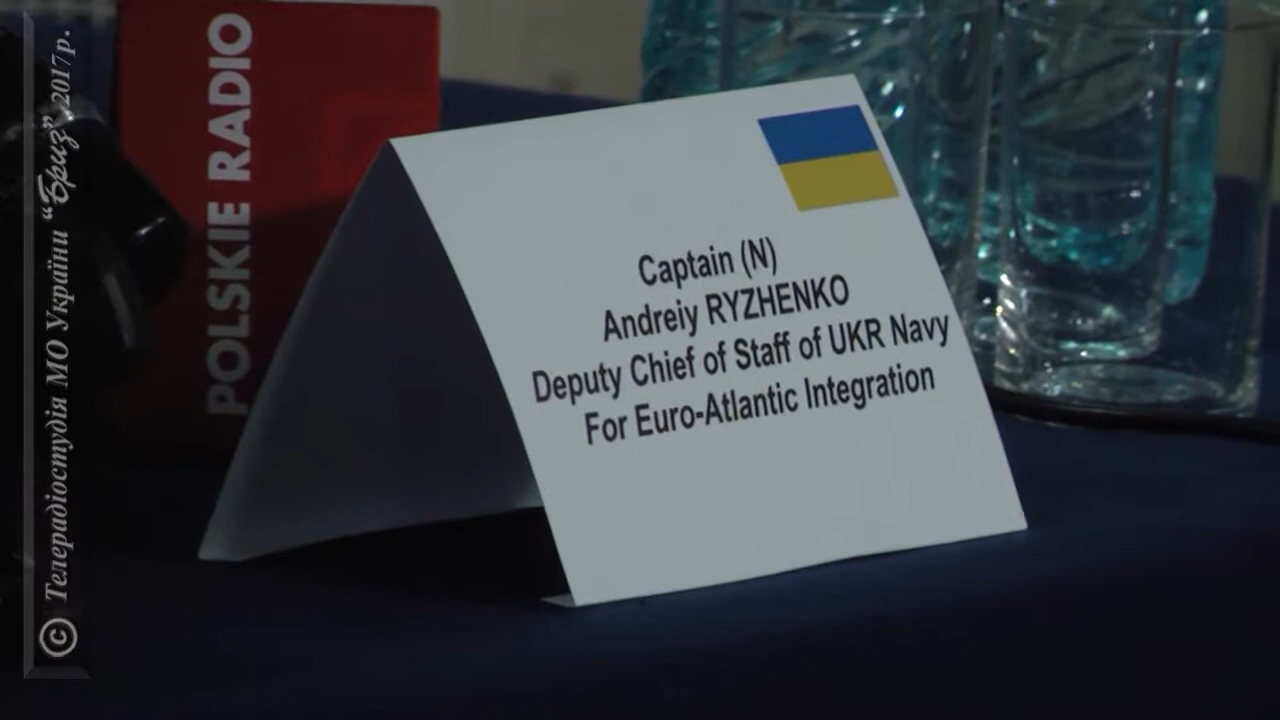 © Телерадіостудія МО України “Бриз”,2017р.
POLSKIE RADIO
Captain (N)
Andreiy RYZHENKO
Deputy Chief of Staff of UKR Navy
For Euro-Atlantic Integration